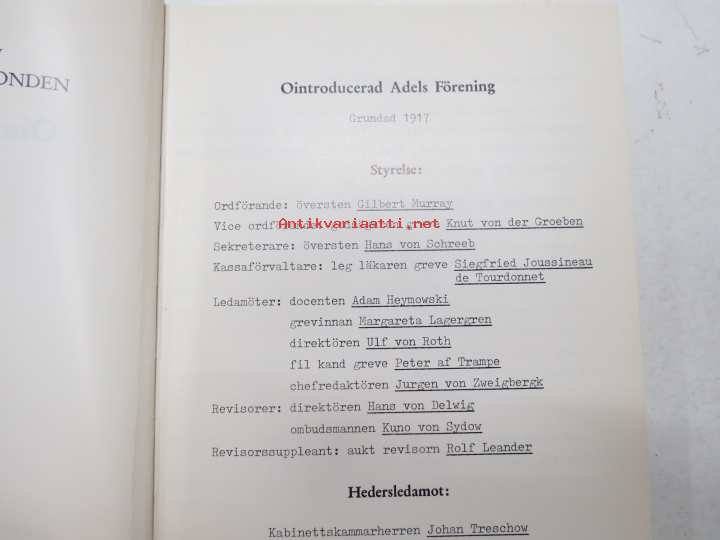 ONDEN
Ointroducerad Adels Förening
Grundad 1917
Styrelse:
Ordförande: översten Gilbert Murray
Vice greve Knut von der Groeben
Antikvariaatti.net
Sekreterare: översten Hans von Schreeb
Kassaförvaltare: leg läkaren greve Siegfried Joussineau
de Tourdonnet
Ledamöter: docenten Adam Heymowski
grevinnan Margareta Lagergren
direktören Ulf von Roth
fil kand greve Peter af Trampe
chefredaktören Jurgen von Zweigbergk
Revisorer: direktören Hans von Delwig
ombudsmannen Kuno von Sydow
Revisorssuppleant: aukt revisorn Rolf Leander
Hedersledamot:
Kabinettskammarherren Johan Treschow